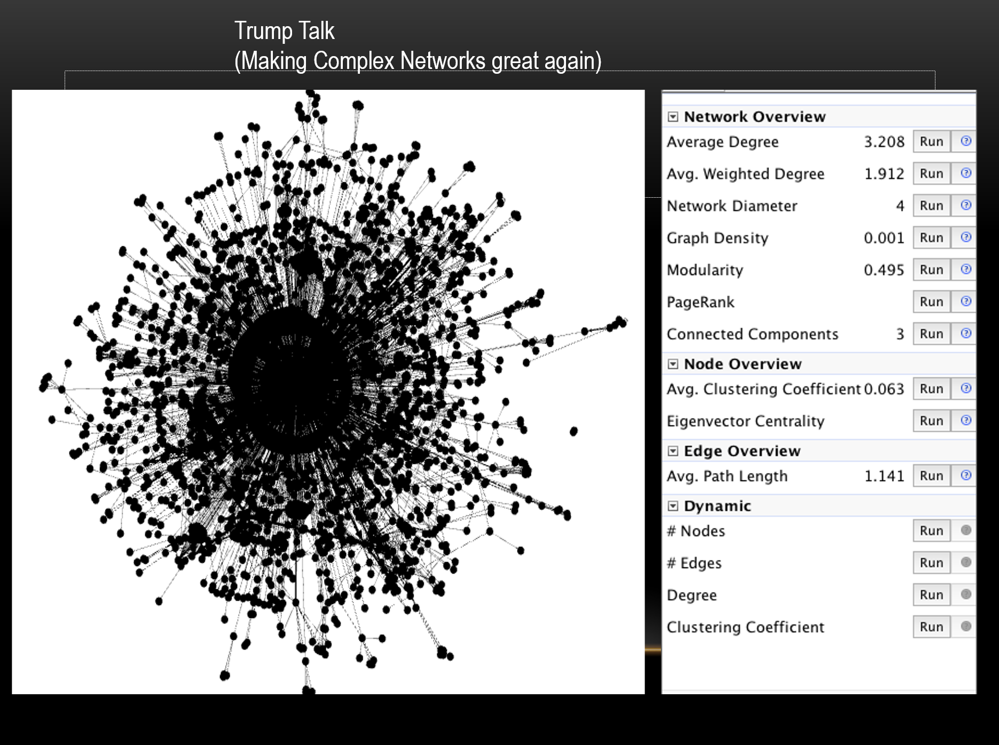 Trump Talk
(Making Complex Networks great again)
Network Overview
Average Degree 3.208 Run ?
Avg. Weighted Degree 1.912 Run ?
Network Diameter 4 Run ?
Graph Density 0.001 Run ?
Modularity 0.495 Run ?
PageRank Run ?
Connected Components 3 Run ?
Node Overview
Avg. Clustering Coefficient 0.063 Run ?
Eigenvector Centrality Run ?
Edge Overview
Avg. Path Length 1.141 Run ?
Dynamic
# Nodes Run ?
# Edges Run ?
Degree Run ?
Clustering Coefficient Run ?